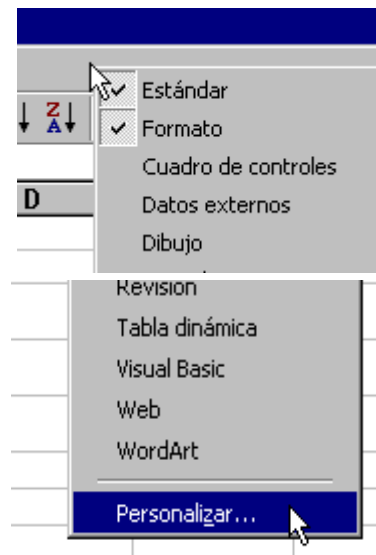 Estándar
Z
A
Formato
Cuadro de controles
D
Datos externos
Dibujo
Revisión
Tabla dinámica
Visual Basic
Web
WordArt
Personalizar...